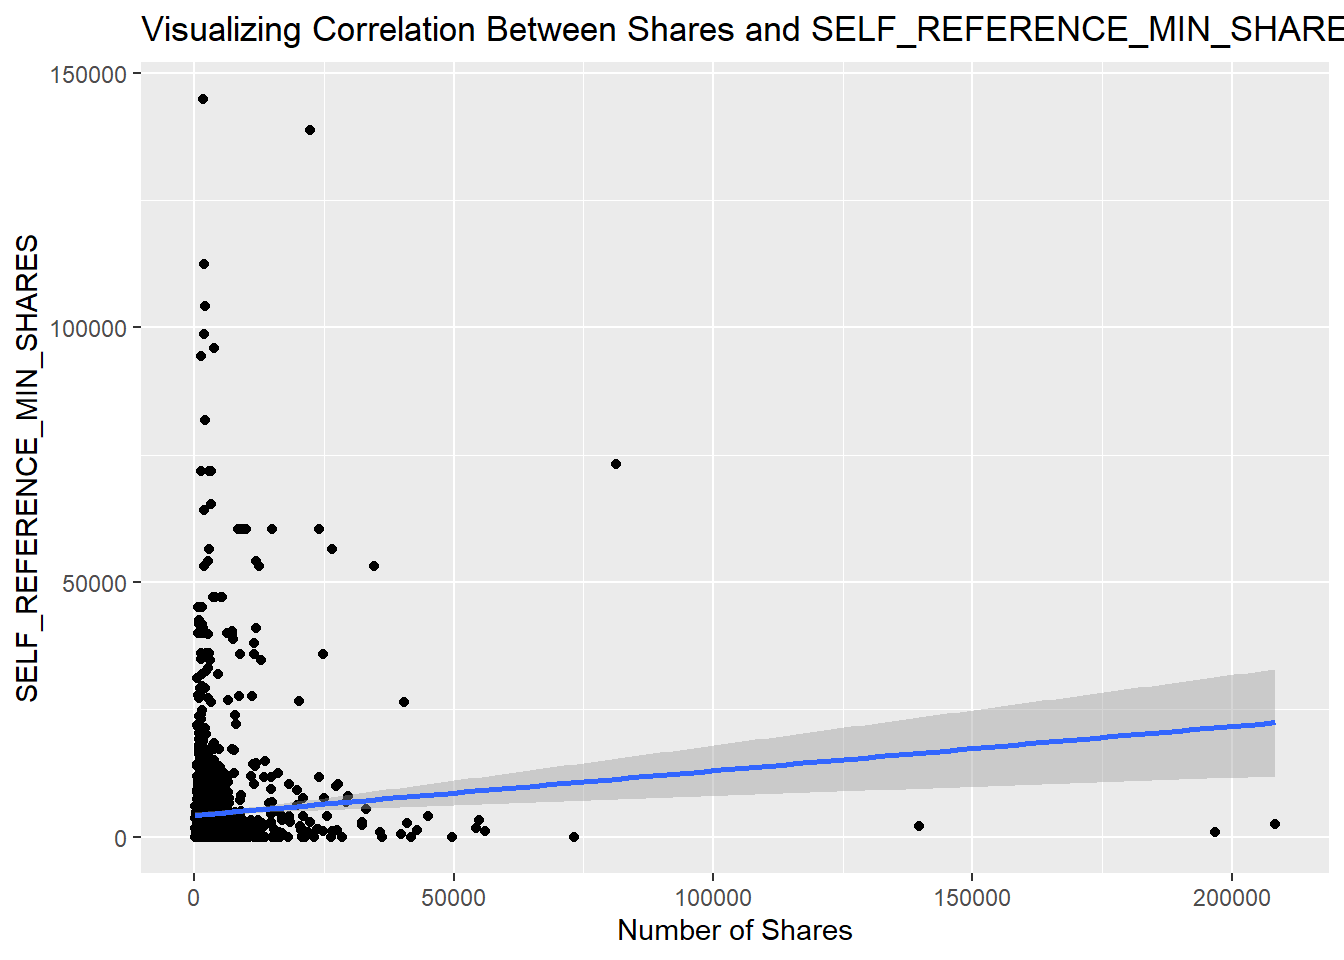 Visualizing Correlation Between Shares and SELF_REFERENCE_MIN_SHARE
150000
100000
50000
0
SELF_REFERENCE_MIN_SHARES
0 50000 100000 150000 200000
Number of Shares